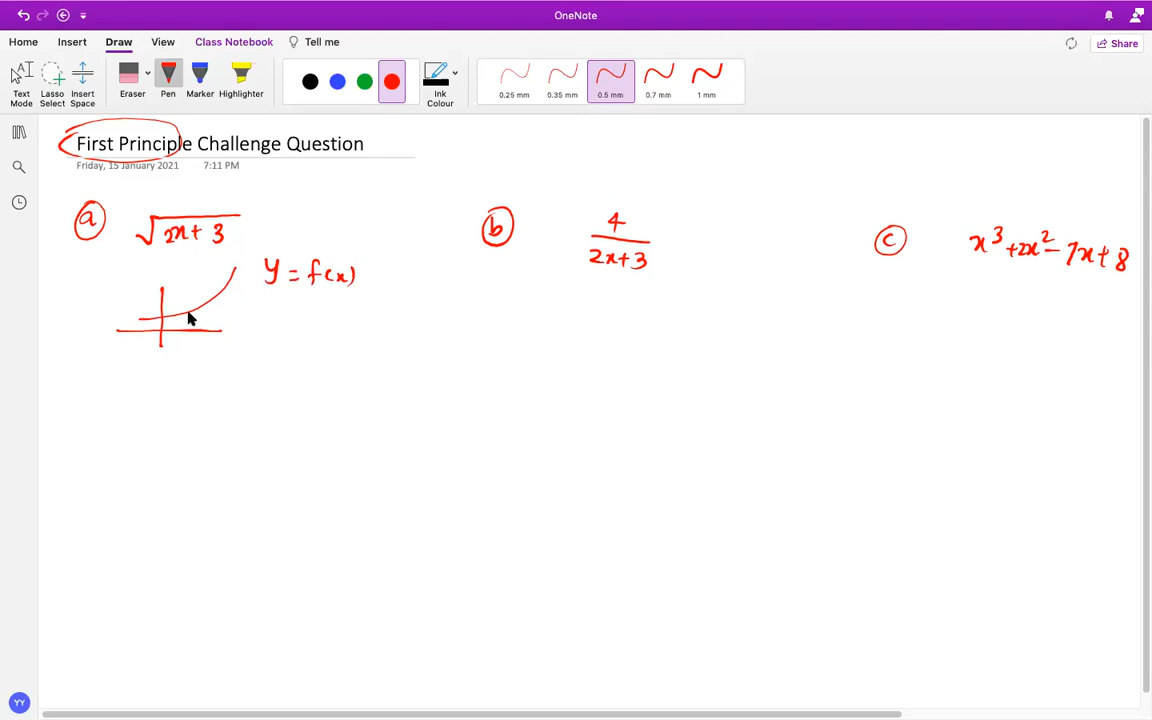 OneNote
Home Insert Draw View Class Notebook Tell me
Share
Text Mode
Lasso Select
Insert Space
Eraser
Pen
Marker
Highlighter
Ink Colour
0.25 mm
0.35 mm
0.5 mm
0.7 mm
1 mm
First Principle Challenge Question
Friday, 15 January 2021 7:11 PM
a √(2x+3)
y = f(x)
b 4/(2x+3)
c x³+2x²-7x+8
YY